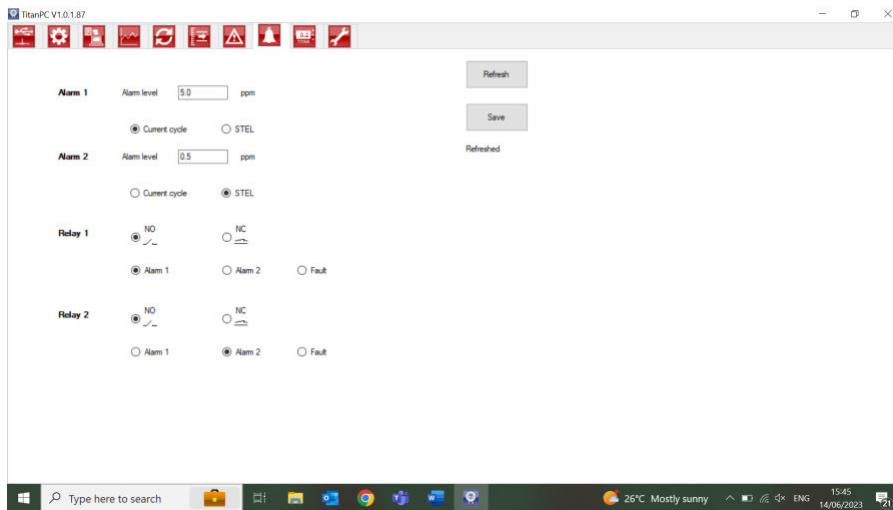 TitanPC V1.0.1.87
Refresh
Alarm 1 Alarm level 5.0 ppm
Save
Current cycle STEL
Refreshed
Alarm 2 Alarm level 0.5 ppm
Current cycle STEL
Relay 1 NO NC
Alarm 1 Alarm 2 Fault
Relay 2 NO NC
Alarm 1 Alarm 2 Fault
Type here to search 26°C Mostly sunny ENG 15:45
14/06/2023 21